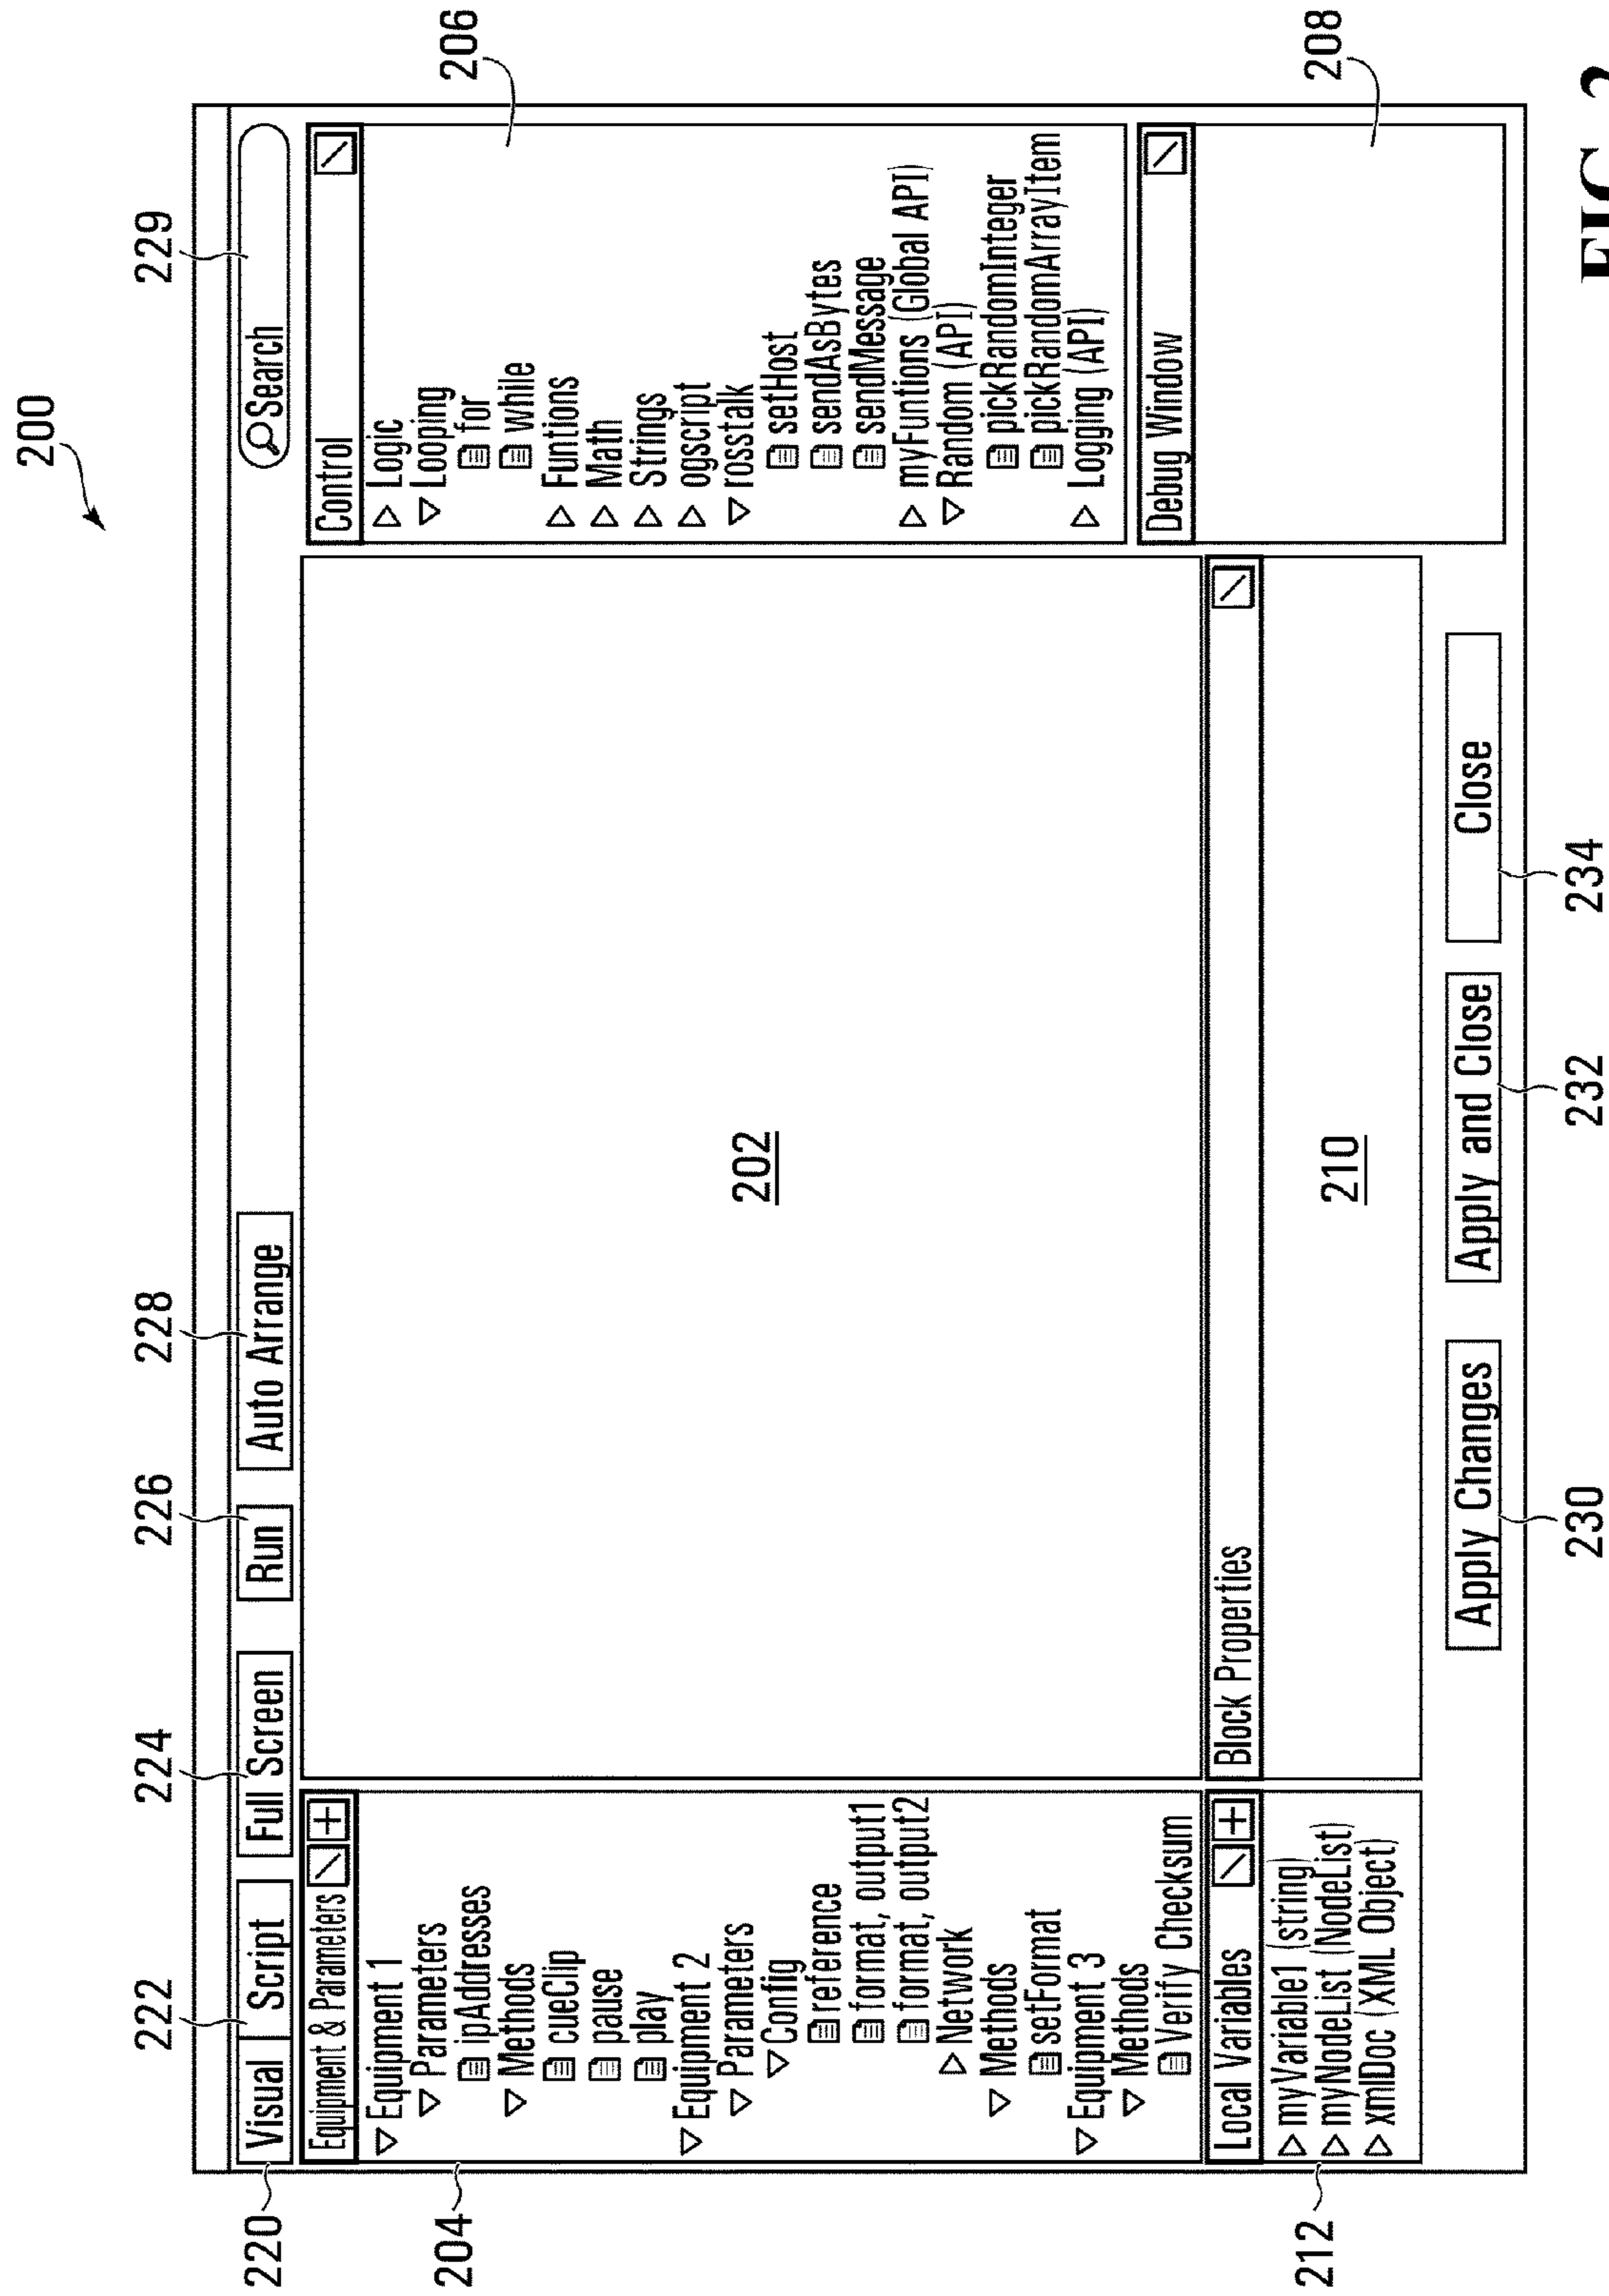 200
222
224
226
228
229
220
Visual
Script
Full Screen
Run
Auto Arrange
Search
204
Equipment & Parameters
Equipment 1
Parameters
ipAddresses
Methods
cueClip
pause
play
Equipment 2
Parameters
Config
reference
format, output1
format, output2
Network
Methods
setFormat
Equipment 3
Methods
Verify Checksum
202
Control
206
Logic
Looping
for
while
Funtions
Math
Strings
ogscript
rosstalk
setHost
sendAsBytes
sendMessage
myFuntions (Global API)
Random (API)
pickRandomInteger
pickRandomArrayItem
Logging (API)
212
Local Variables
myVariable1 (string)
myNodeList (NodeList)
xmlDoc (XML Object)
Block Properties
210
Debug Window
208
Apply Changes
Apply and Close
Close
230
232
234